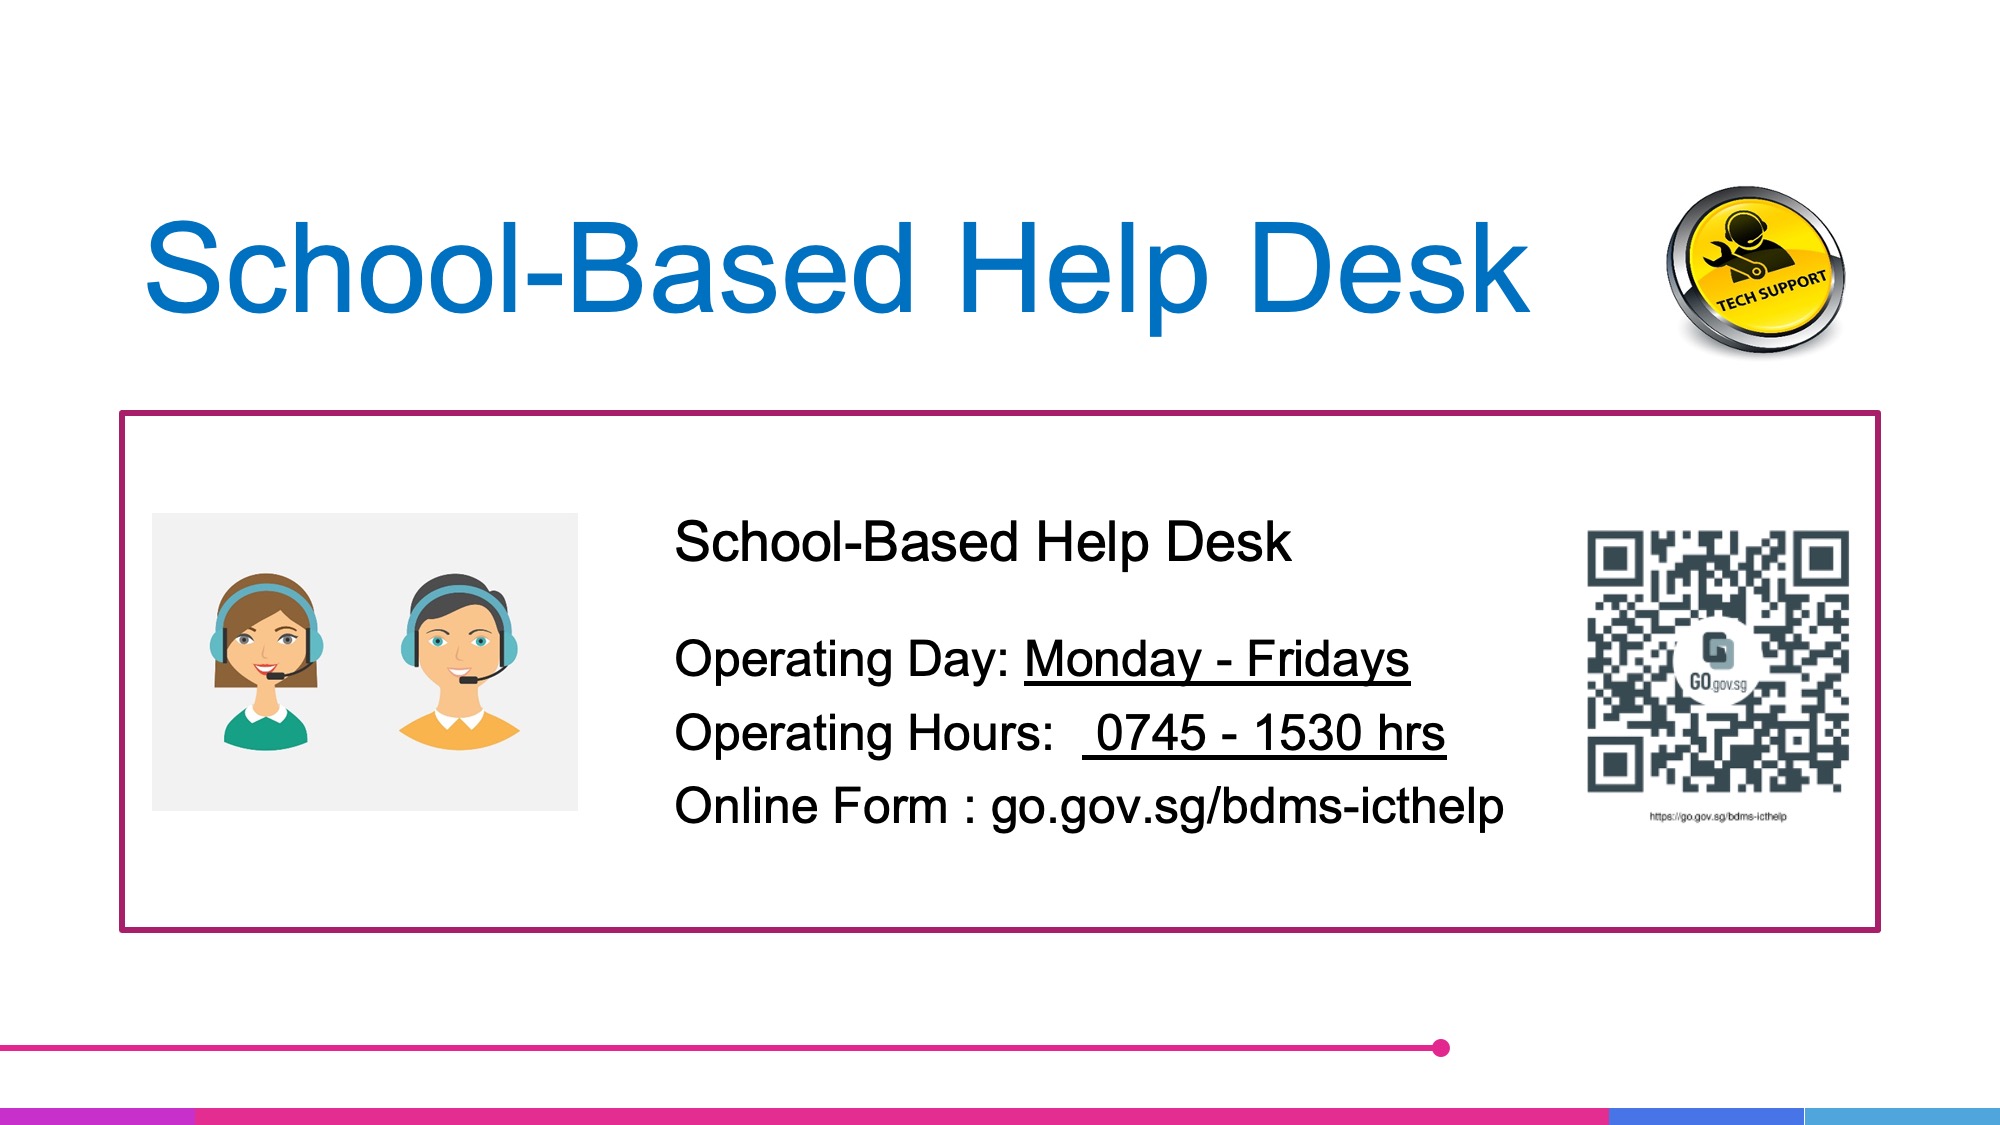 School-Based Help Desk
TECH SUPPORT
School-Based Help Desk
Operating Day: Monday - Fridays
Operating Hours: 0745 - 1530 hrs
Online Form : go.gov.sg/bdms-icthelp
GO.gov.sg
https://go.gov.sg/bdms-icthelp